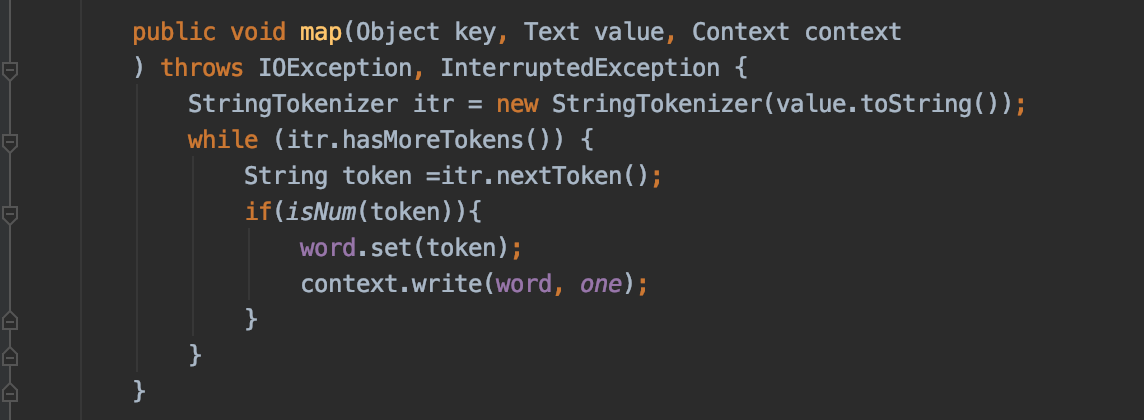 public void map(Object key, Text value, Context context
) throws IOException, InterruptedException {
StringTokenizer itr = new StringTokenizer(value.toString());
while (itr.hasMoreTokens()) {
String token =itr.nextToken();
if(isNum(token)){
word.set(token);
context.write(word, one);
}
}
}